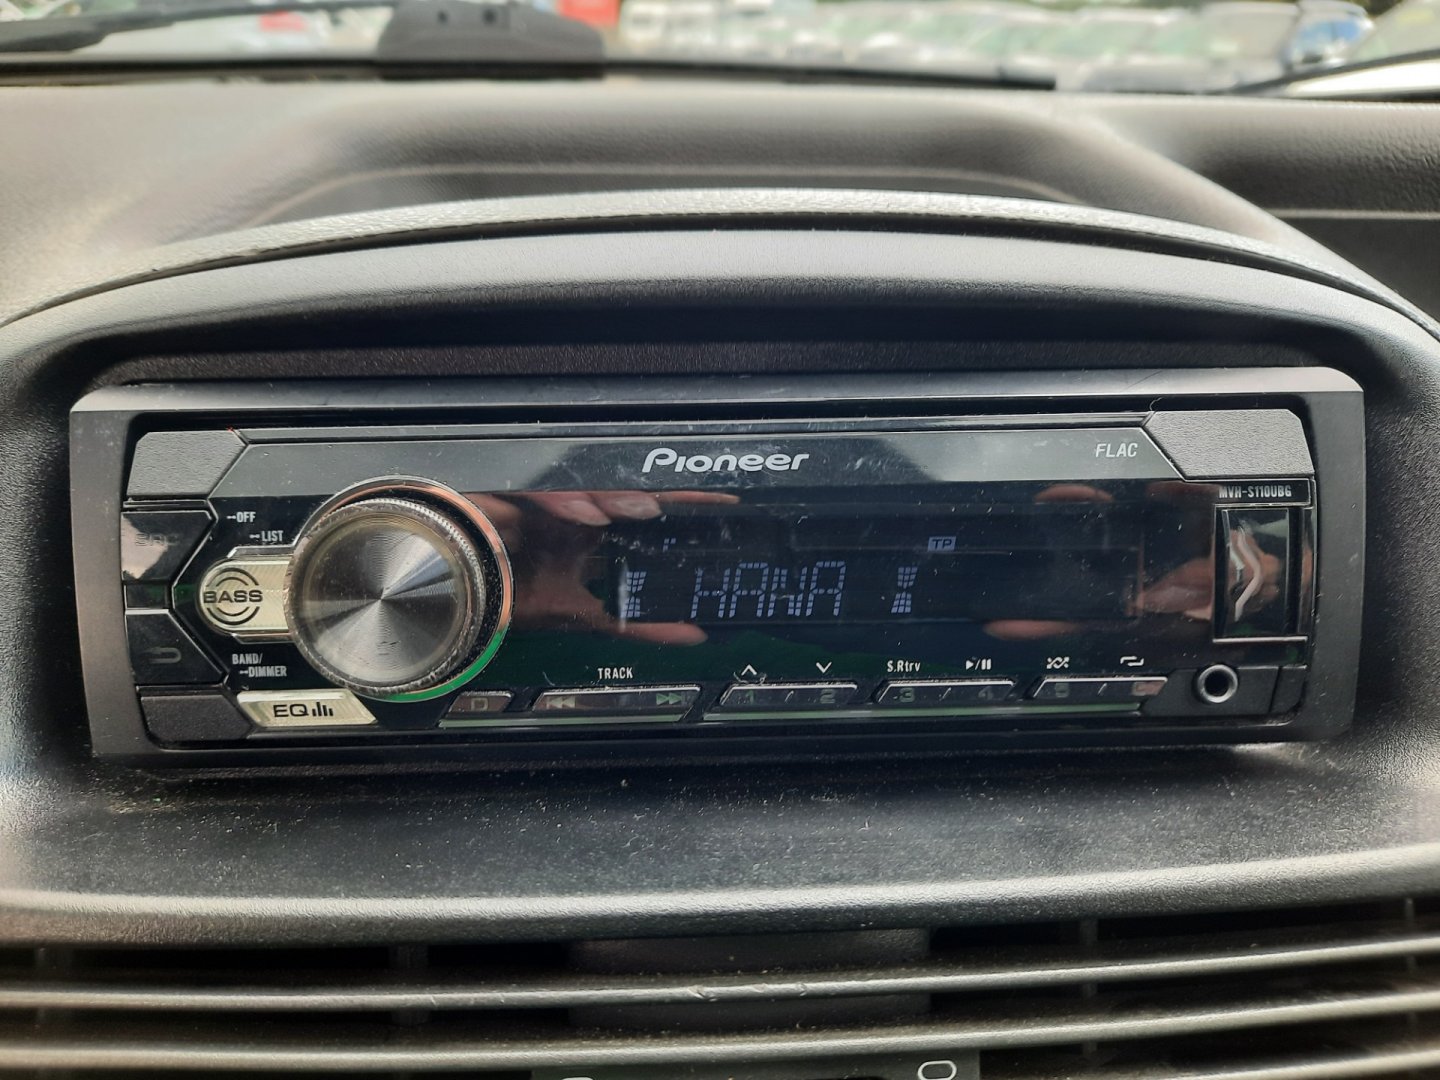 Pioneer
FLAC
MVH-S110UBG
OFF
LIST
BASS
BAND/
DIMMER
EQ
TP
HANA
TRACK
S.Rtrv
D
1 / 2
3 / 4
5 / 6